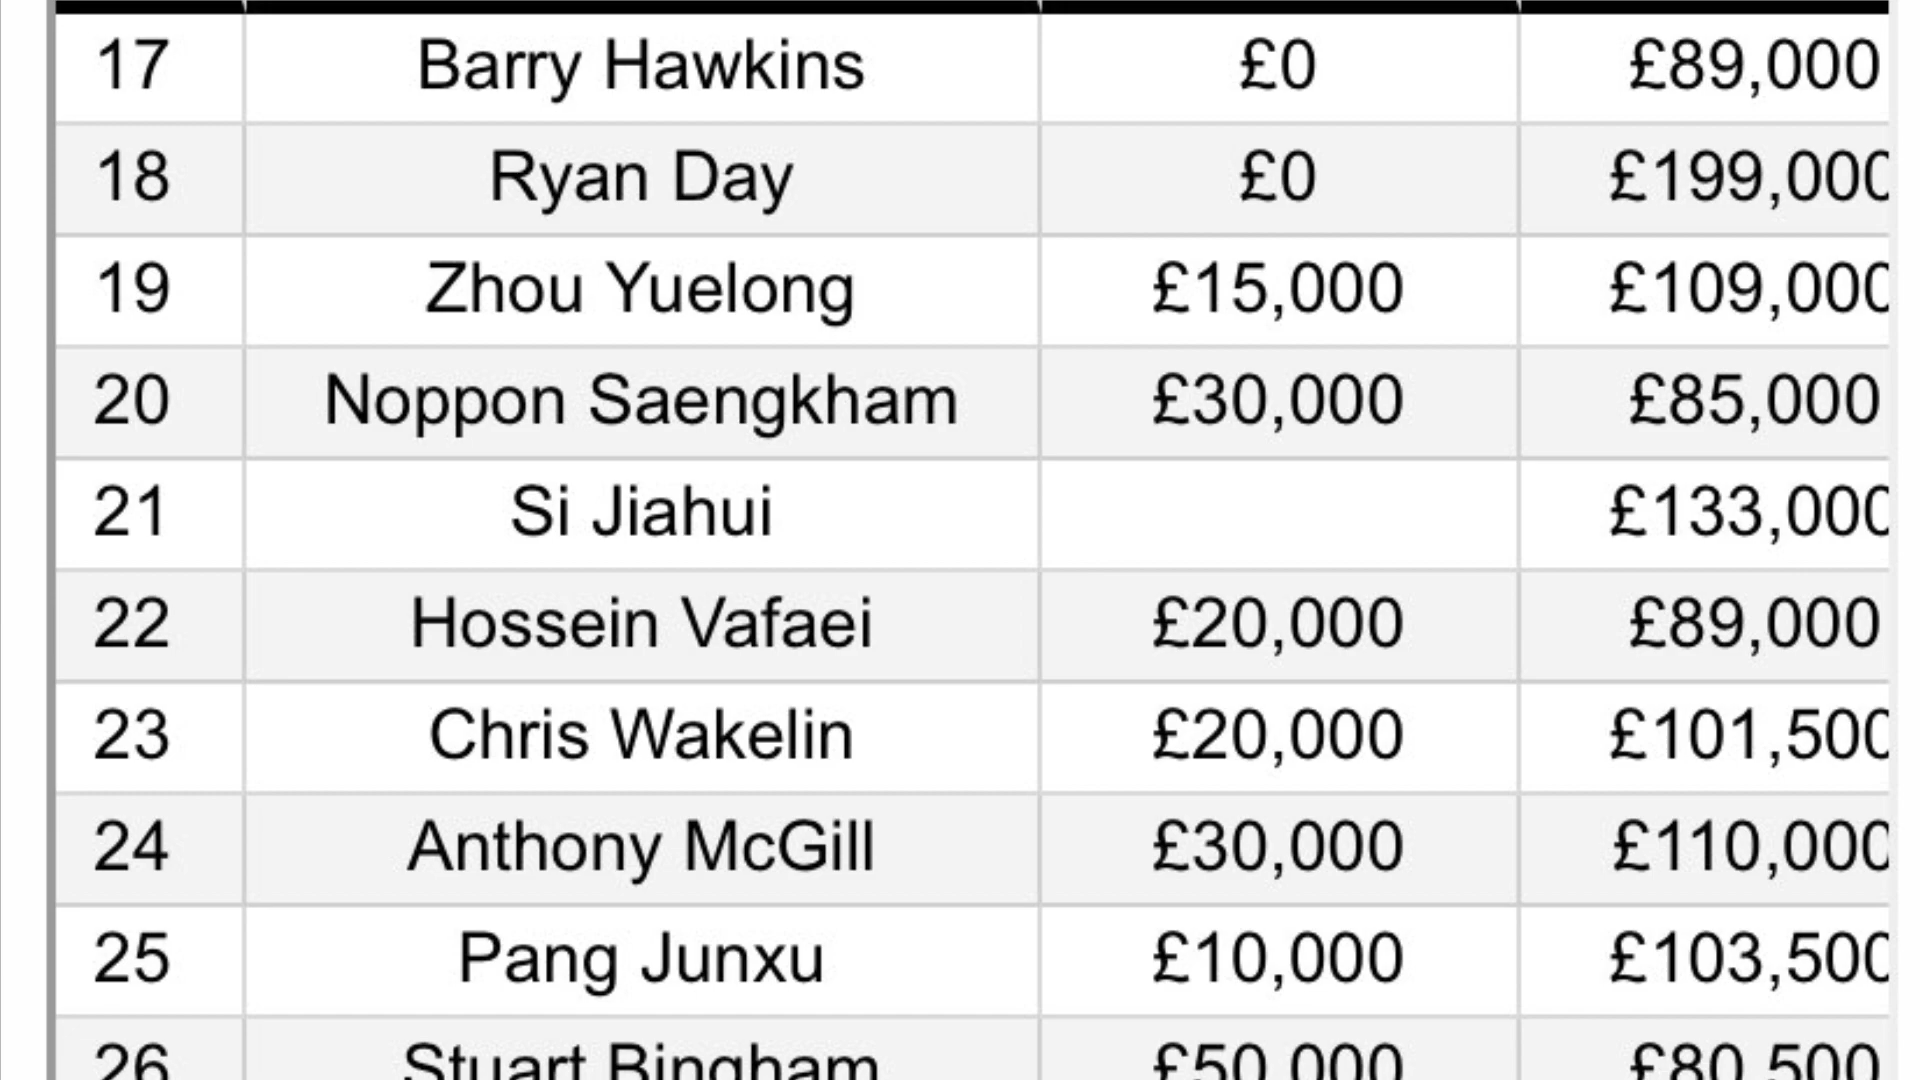 17 Barry Hawkins £0 £89,000
18 Ryan Day £0 £199,000
19 Zhou Yuelong £15,000 £109,000
20 Noppon Saengkham £30,000 £85,000
21 Si Jiahui £133,000
22 Hossein Vafaei £20,000 £89,000
23 Chris Wakelin £20,000 £101,500
24 Anthony McGill £30,000 £110,000
25 Pang Junxu £10,000 £103,500
26 Stuart Bingham £50,000 £80,500